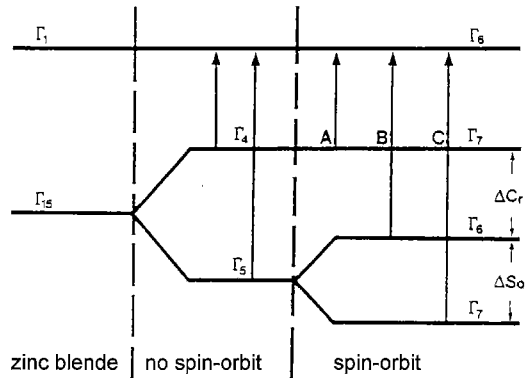 Γ₁ Γ₆
Γ₄ A B C Γ₇
ΔCᵣ
Γ₁₅
Γ₆
Γ₅
ΔSₒ
Γ₇
zinc blende no spin-orbit spin-orbit